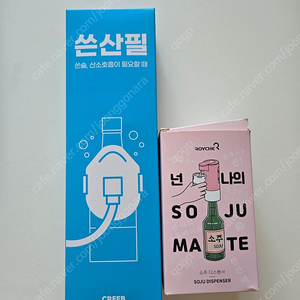 쓴산필
쓴술, 산소호흡이 필요할 때
CREEB
ROYCHE
넌 나의
SO JU
MA TE
소주
SOJU
소주 디스펜서
SOJU DISPENSER